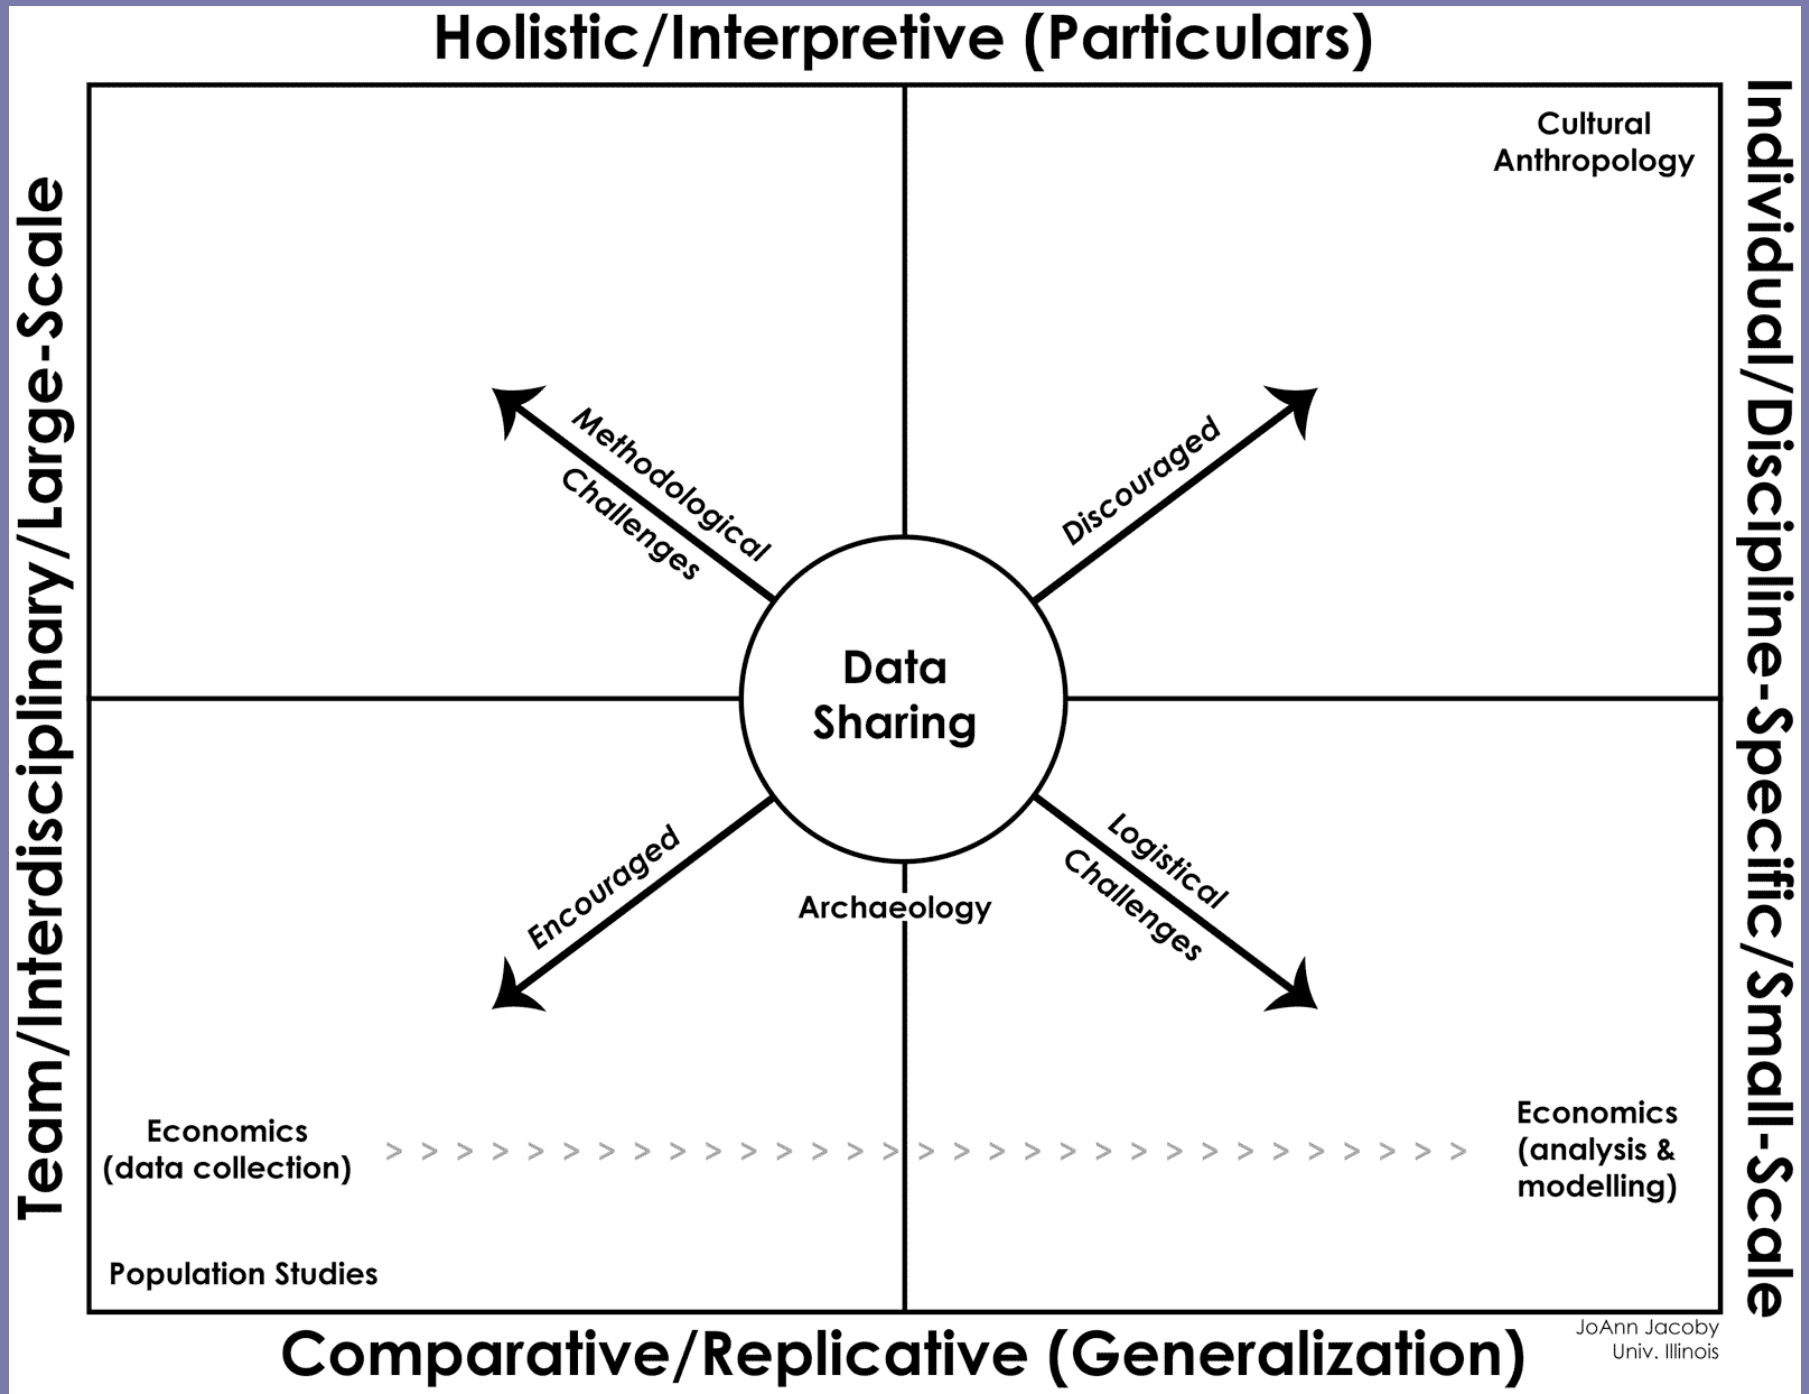 Holistic/Interpretive (Particulars)
Team/Interdisciplinary/Large-Scale
Individual/Discipline-Specific/Small-Scale
Cultural
Anthropology
Methodological
Challenges
Discouraged
Data
Sharing
Encouraged
Logistical
Challenges
Archaeology
Economics
(data collection)
> > > > > > > > > > > > > > > > > > > > > > > > > > > > > > >
Economics
(analysis &
modelling)
Population Studies
Comparative/Replicative (Generalization)
JoAnn Jacoby
Univ. Illinois